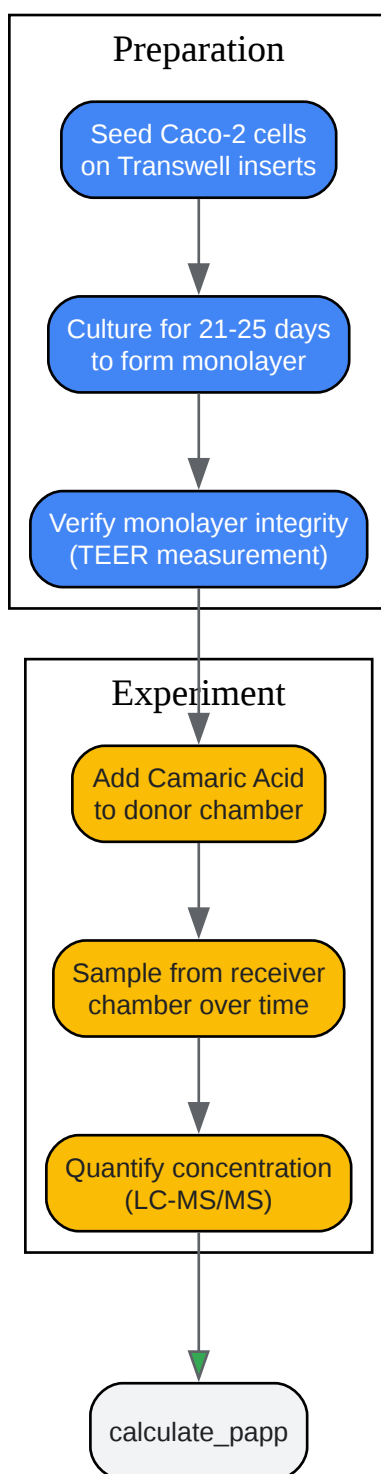 Preparation
Seed Caco-2 cells
on Transwell inserts
Culture for 21-25 days
to form monolayer
Verify monolayer integrity
(TEER measurement)
Experiment
Add Camaric Acid
to donor chamber
Sample from receiver
chamber over time
Quantify concentration
(LC-MS/MS)
calculate_papp